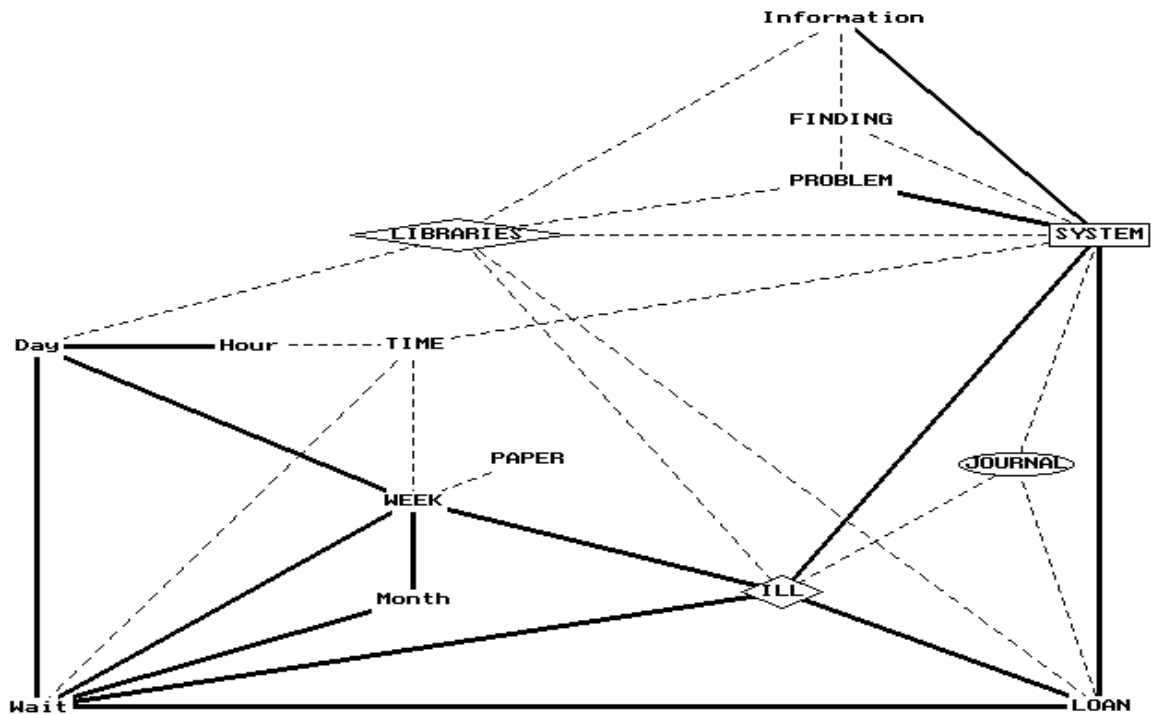 Information
FINDING
PROBLEM
LIBRARIES
SYSTEM
Day
Hour
TIME
PAPER
JOURNAL
WEEK
ILL
Month
Wait
LOAN